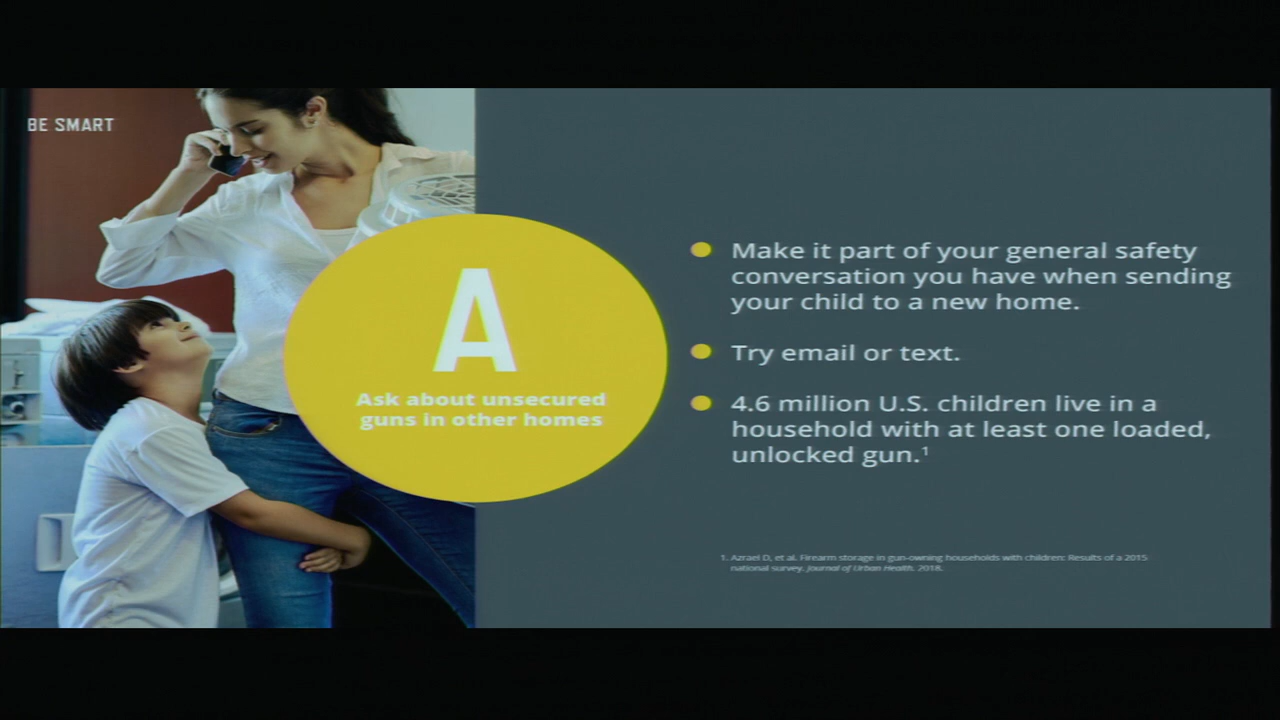 BE SMART
A
Ask about unsecured
guns in other homes
Make it part of your general safety
conversation you have when sending
your child to a new home.
Try email or text.
4.6 million U.S. children live in a
household with at least one loaded,
unlocked gun.¹
1. Azrael D, et al. Firearm storage in gun-owning households with children: Results of a 2015
national survey. Journal of Urban Health, 2018.